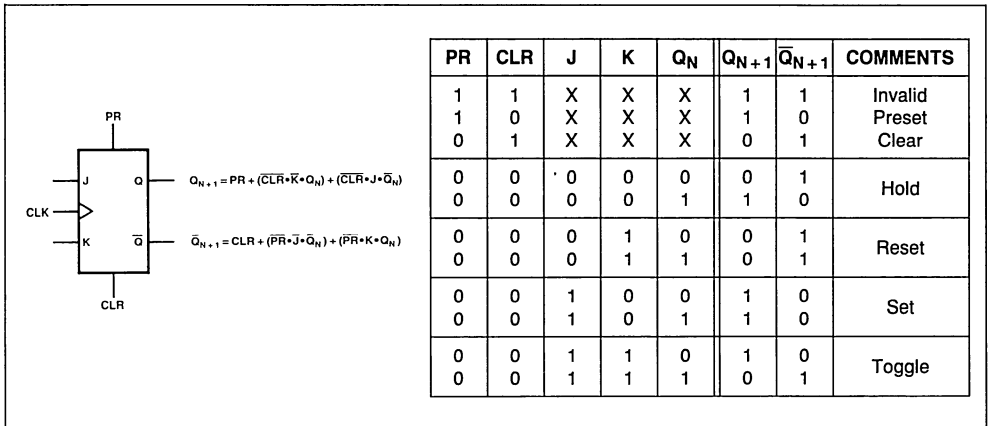 PR
J Q
CLK
K Q̅
CLR
Q_{N+1} = PR + (C̅L̅R̅•K̅•Q_N) + (C̅L̅R̅•J•Q̅_N)
Q̅_{N+1} = CLR + (P̅R̅•J̅•Q̅_N) + (P̅R̅•K•Q_N)
PR CLR J K Q_N Q_{N+1} Q̅_{N+1} COMMENTS
1 1 X X X 1 1 Invalid
1 0 X X X 1 0 Preset
0 1 X X X 0 1 Clear
0 0 0 0 0 0 1 Hold
0 0 0 0 1 1 0
0 0 0 1 0 0 1 Reset
0 0 0 1 1 0 1
0 0 1 0 0 1 0 Set
0 0 1 0 1 1 0
0 0 1 1 0 1 0 Toggle
0 0 1 1 1 0 1